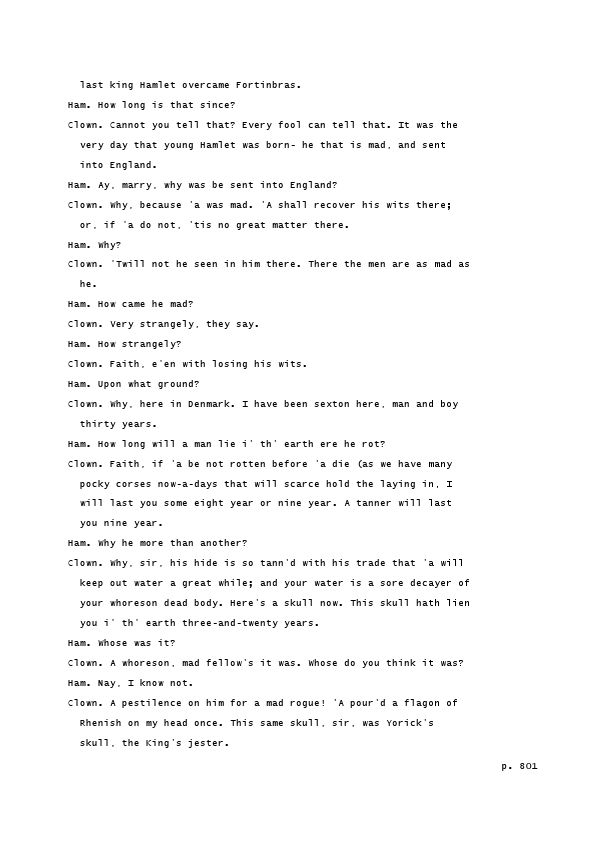 last king Hamlet overcame Fortinbras.
Ham. How long is that since?
Clown. Cannot you tell that? Every fool can tell that. It was the
very day that young Hamlet was born- he that is mad, and sent
into England.
Ham. Ay, marry, why was be sent into England?
Clown. Why, because 'a was mad. 'A shall recover his wits there;
or, if 'a do not, 'tis no great matter there.
Ham. Why?
Clown. 'Twill not he seen in him there. There the men are as mad as
he.
Ham. How came he mad?
Clown. Very strangely, they say.
Ham. How strangely?
Clown. Faith, e'en with losing his wits.
Ham. Upon what ground?
Clown. Why, here in Denmark. I have been sexton here, man and boy
thirty years.
Ham. How long will a man lie i' th' earth ere he rot?
Clown. Faith, if 'a be not rotten before 'a die (as we have many
pocky corses now-a-days that will scarce hold the laying in, I
will last you some eight year or nine year. A tanner will last
you nine year.
Ham. Why he more than another?
Clown. Why, sir, his hide is so tann'd with his trade that 'a will
keep out water a great while; and your water is a sore decayer of
your whoreson dead body. Here's a skull now. This skull hath lien
you i' th' earth three-and-twenty years.
Ham. Whose was it?
Clown. A whoreson, mad fellow's it was. Whose do you think it was?
Ham. Nay, I know not.
Clown. A pestilence on him for a mad rogue! 'A pour'd a flagon of
Rhenish on my head once. This same skull, sir, was Yorick's
skull, the King's jester.
p. 801